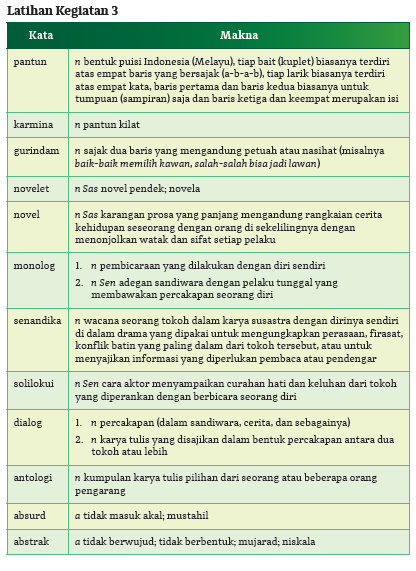 Latihan Kegiatan 3
Kata Makna
pantun n bentuk puisi Indonesia (Melayu), tiap bait (kuplet) biasanya terdiri
atas empat baris yang bersajak (a-b-a-b), tiap larik biasanya terdiri
atas empat kata, baris pertama dan baris kedua biasanya untuk
tumpuan (sampiran) saja dan baris ketiga dan keempat merupakan isi
karmina n pantun kilat
gurindam n sajak dua baris yang mengandung petuah atau nasihat (misalnya
baik-baik memilih kawan, salah-salah bisa jadi lawan)
novelet n Sas novel pendek; novela
novel n Sas karangan prosa yang panjang mengandung rangkaian cerita
kehidupan seseorang dengan orang di sekelilingnya dengan
menonjolkan watak dan sifat setiap pelaku
monolog 1. n pembicaraan yang dilakukan dengan diri sendiri
2. n Sen adegan sandiwara dengan pelaku tunggal yang
membawakan percakapan seorang diri
senandika n wacana seorang tokoh dalam karya susastra dengan dirinya sendiri
di dalam drama yang dipakai untuk mengungkapkan perasaan, firasat,
konflik batin yang paling dalam dari tokoh tersebut, atau untuk
menyajikan informasi yang diperlukan pembaca atau pendengar
solilokui n Sen cara aktor menyampaikan curahan hati dan keluhan dari tokoh
yang diperankan dengan berbicara seorang diri
dialog 1. n percakapan (dalam sandiwara, cerita, dan sebagainya)
2. n karya tulis yang disajikan dalam bentuk percakapan antara dua
tokoh atau lebih
antologi n kumpulan karya tulis pilihan dari seorang atau beberapa orang
pengarang
absurd a tidak masuk akal; mustahil
abstrak a tidak berwujud; tidak berbentuk; mujarad; niskala